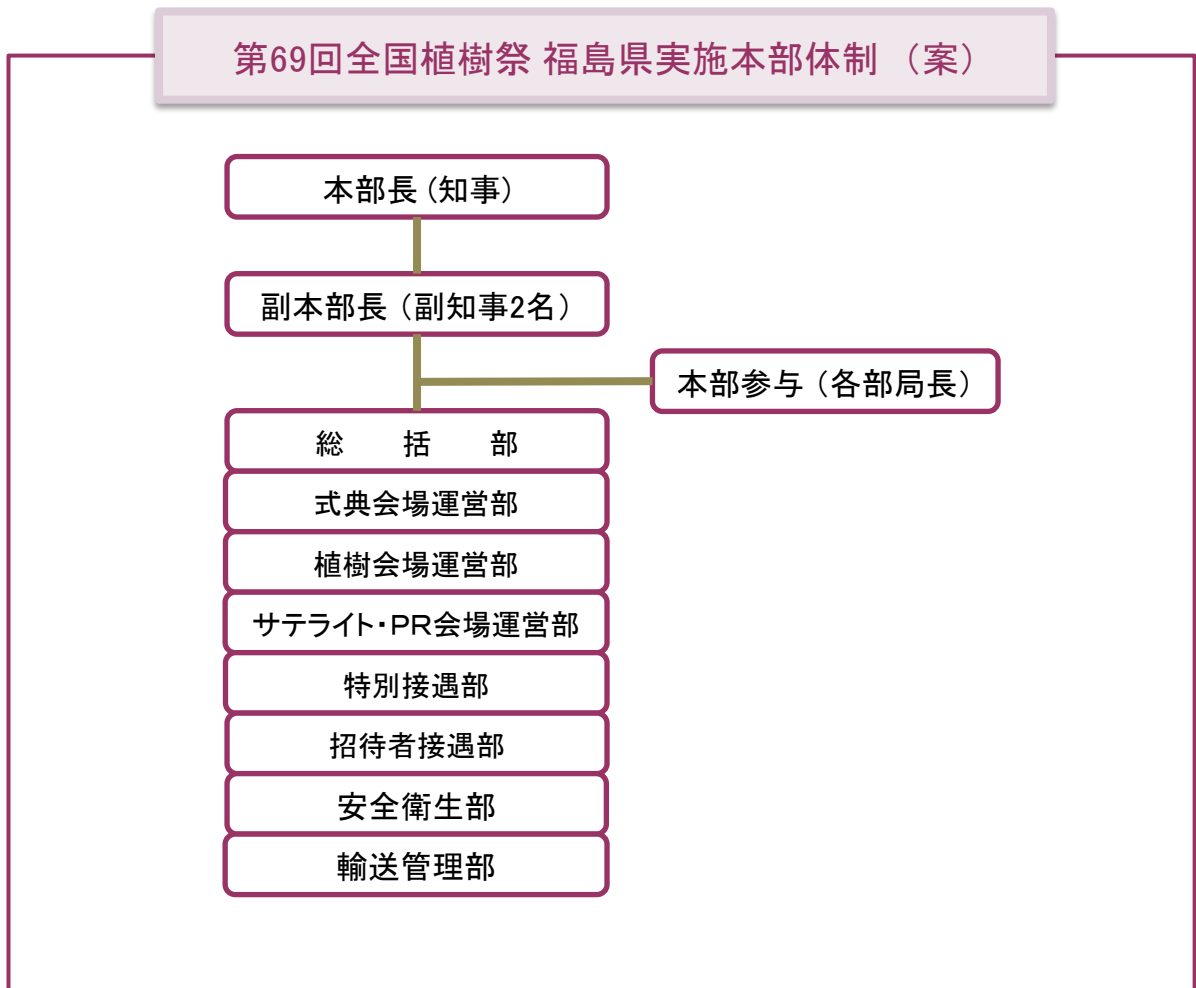 第69回全国植樹祭 福島県実施本部体制 （案）
本部長（知事）
副本部長（副知事2名）
本部参与（各部局長）
総　括　部
式典会場運営部
植樹会場運営部
サテライト・PR会場運営部
特別接遇部
招待者接遇部
安全衛生部
輸送管理部